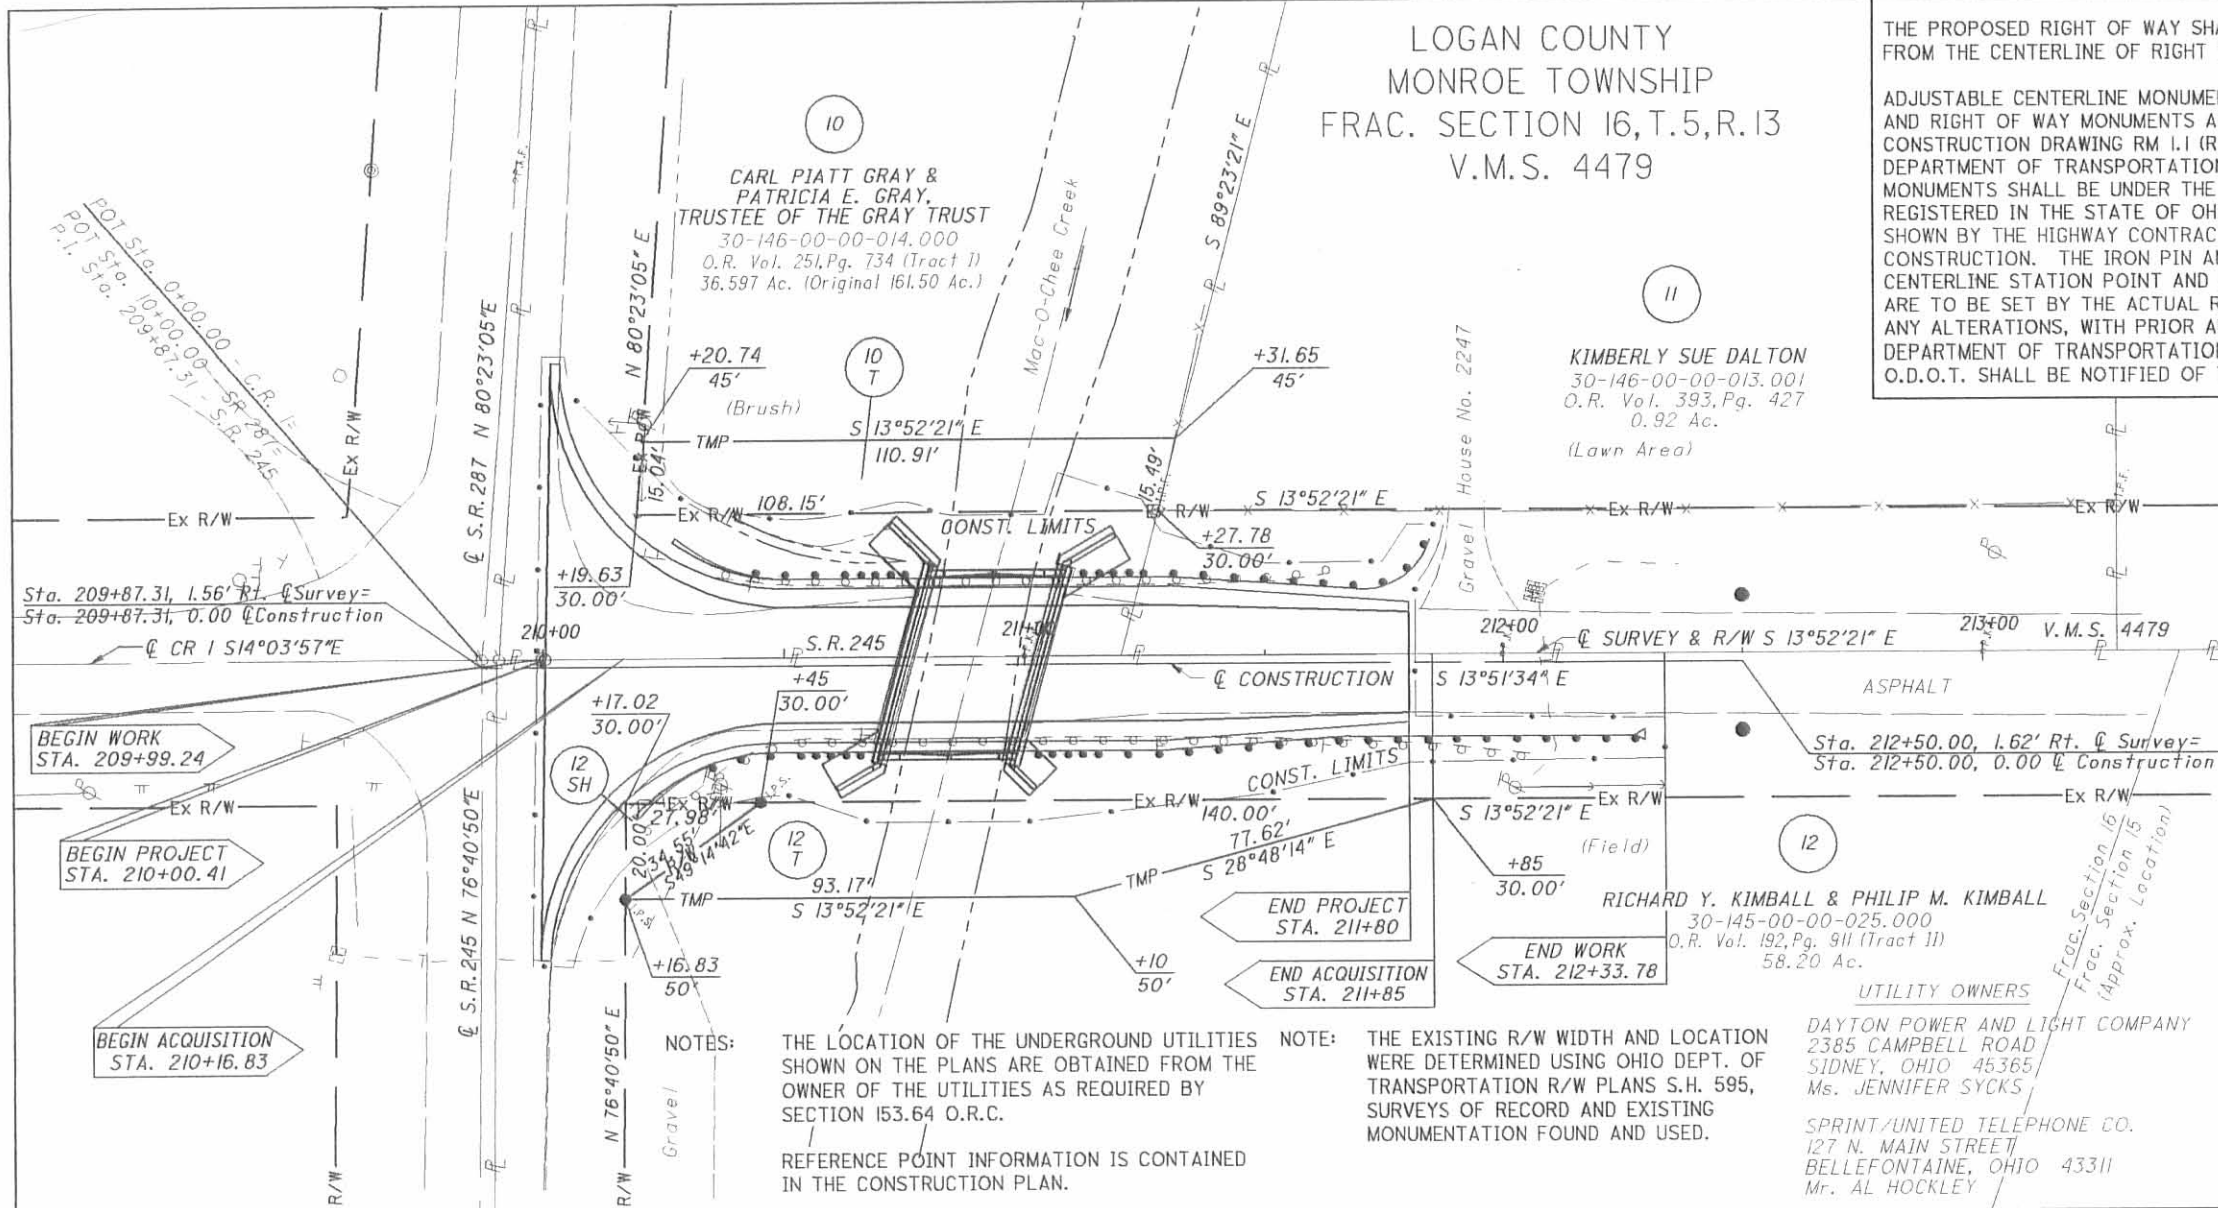 LOGAN COUNTY
MONROE TOWNSHIP
FRAC. SECTION 16, T.5, R.13
V.M.S. 4479
THE PROPOSED RIGHT OF WAY SHA
FROM THE CENTERLINE OF RIGHT
ADJUSTABLE CENTERLINE MONUME
AND RIGHT OF WAY MONUMENTS A
CONSTRUCTION DRAWING RM 1.1 (R
DEPARTMENT OF TRANSPORTATION
MONUMENTS SHALL BE UNDER THE
REGISTERED IN THE STATE OF OH
SHOWN BY THE HIGHWAY CONTRAC
CONSTRUCTION. THE IRON PIN A
CENTERLINE STATION POINT AND
ARE TO BE SET BY THE ACTUAL R
ANY ALTERATIONS, WITH PRIOR A
DEPARTMENT OF TRANSPORTATION
O.D.O.T. SHALL BE NOTIFIED OF
10
CARL PIATT GRAY &
PATRICIA E. GRAY,
TRUSTEE OF THE GRAY TRUST
30-146-00-00-014.000
O.R. Vol. 251, Pg. 734 (Tract I)
36.597 Ac. (Original 161.50 Ac.)
POT Sta. 0+00.00 - C.R. 1=
POT Sta. 10+00.00 - SR 287=
P.I. Sta. 209+87.31 - S.R. 245
Ex R/W
℄ S.R.287 N 80°23'05"E
N 80°23'05" E
Ex R/W
Mac-O-Chee Creek
S 89°23'21" E
11
KIMBERLY SUE DALTON
30-146-00-00-013.001
O.R. Vol. 393, Pg. 427
0.92 Ac.
(Lawn Area)
Gravel House No. 2247
+20.74
45'
(Brush)
10
T
+31.65
45'
TMP
S 13°52'21" E
110.91'
15.04'
15.49'
Ex R/W
Ex R/W
108.15'
CONST. LIMITS
Ex R/W
S 13°52'21" E
Ex R/W
Ex R/W
+27.78
30.00'
+19.63
30.00'
Sta. 209+87.31, 1.56' Rt. ℄ Survey=
Sta. 209+87.31, 0.00 ℄ Construction
℄ CR 1 S14°03'57"E
210+00
S.R.245
211+00
212+00
℄ SURVEY & R/W S 13°52'21" E
213+00
V.M.S. 4479
℄ CONSTRUCTION
S 13°51'34" E
ASPHALT
+45
30.00'
+17.02
30.00'
BEGIN WORK
STA. 209+99.24
12
SH
Sta. 212+50.00, 1.62' Rt. ℄ Survey=
Sta. 212+50.00, 0.00 ℄ Construction
CONST. LIMITS
Ex R/W
Ex R/W
I.P.S.
Ex R/W
140.00'
S 13°52'21" E
Ex R/W
Ex R/W
27.98'
20.00'
34.55'
R/W
S49°14'42"E
12
T
77.62'
S 28°48'14" E
TMP
BEGIN PROJECT
STA. 210+00.41
TMP
93.17'
S 13°52'21" E
I.P.S.
+85
30.00'
(Field)
12
RICHARD Y. KIMBALL & PHILIP M. KIMBALL
30-145-00-00-025.000
O.R. Vol. 192, Pg. 911 (Tract II)
58.20 Ac.
Frac. Section 16
Frac. Section 15
(Approx. Location)
END PROJECT
STA. 211+80
END WORK
STA. 212+33.78
END ACQUISITION
STA. 211+85
+16.83
50'
+10
50'
℄ S.R.245 N 76°40'50"E
N 76°40'50" E
R/W
R/W
Gravel
BEGIN ACQUISITION
STA. 210+16.83
NOTES:
THE LOCATION OF THE UNDERGROUND UTILITIES
SHOWN ON THE PLANS ARE OBTAINED FROM THE
OWNER OF THE UTILITIES AS REQUIRED BY
SECTION 153.64 O.R.C.
REFERENCE POINT INFORMATION IS CONTAINED
IN THE CONSTRUCTION PLAN.
NOTE:
THE EXISTING R/W WIDTH AND LOCATION
WERE DETERMINED USING OHIO DEPT. OF
TRANSPORTATION R/W PLANS S.H. 595,
SURVEYS OF RECORD AND EXISTING
MONUMENTATION FOUND AND USED.
UTILITY OWNERS
DAYTON POWER AND LIGHT COMPANY
2385 CAMPBELL ROAD
SIDNEY, OHIO 45365
Ms. JENNIFER SYCKS
SPRINT/UNITED TELEPHONE CO.
127 N. MAIN STREET
BELLEFONTAINE, OHIO 43311
Mr. AL HOCKLEY